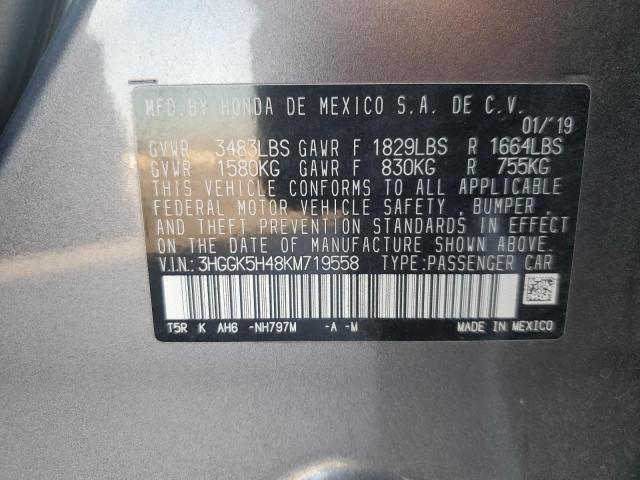 MFD.BY HONDA DE MEXICO S.A. DE C.V.
01/'19
GVWR 3483LBS GAWR F 1829LBS R 1664LBS
GVWR 1580KG GAWR F 830KG R 755KG
THIS VEHICLE CONFORMS TO ALL APPLICABLE
FEDERAL MOTOR VEHICLE SAFETY , BUMPER ,
AND THEFT PREVENTION STANDARDS IN EFFECT
ON THE DATE OF MANUFACTURE SHOWN ABOVE.
V.I.N.: 3HGGK5H48KM719558 TYPE:PASSENGER CAR
T5R K AH6 -NH797M -A -M MADE IN MEXICO